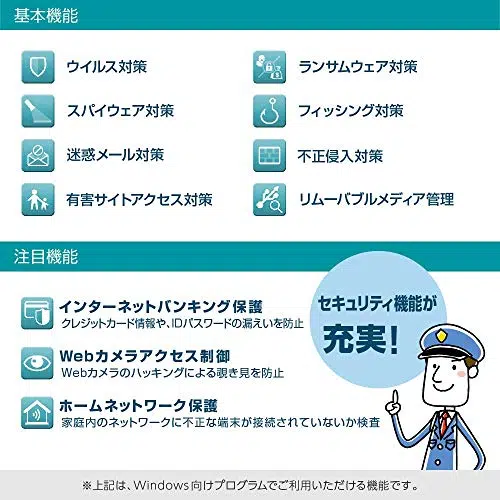 基本機能
ウイルス対策
ランサムウェア対策
スパイウェア対策
フィッシング対策
迷惑メール対策
不正侵入対策
有害サイトアクセス対策
リムーバブルメディア管理
注目機能
セキュリティ機能が
充実！
インターネットバンキング保護
クレジットカード情報や、IDパスワードの漏えいを防止
Webカメラアクセス制御
Webカメラのハッキングによる覗き見を防止
ホームネットワーク保護
家庭内のネットワークに不正な端末が接続されていないか検査
※上記は、Windows向けプログラムでご利用いただける機能です。